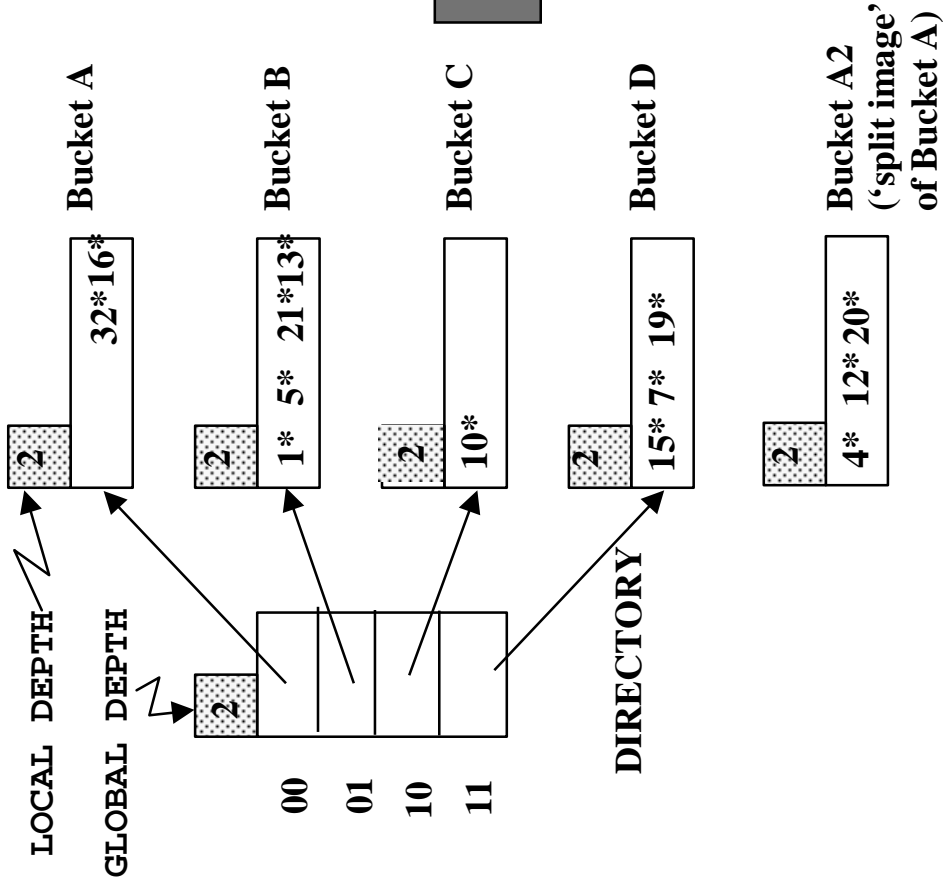 LOCAL DEPTH
GLOBAL DEPTH
2
00
01
10
11
DIRECTORY
2
32*16*
Bucket A
2
1* 5* 21*13*
Bucket B
2
10*
Bucket C
2
15* 7* 19*
Bucket D
2
4* 12* 20*
Bucket A2
(‘split image’
of Bucket A)